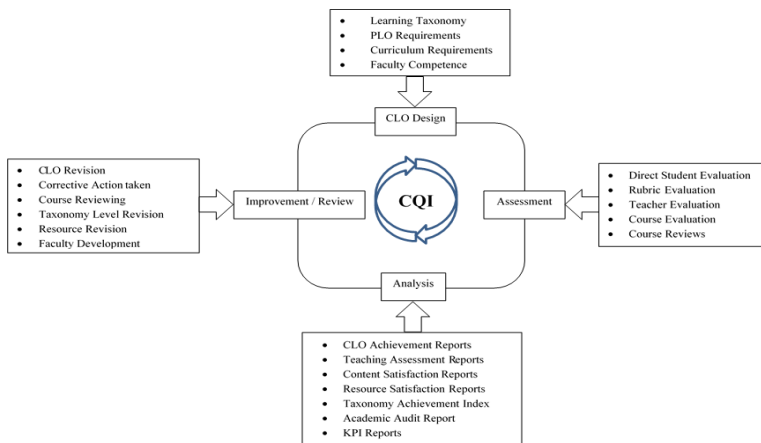 • Learning Taxonomy
• PLO Requirements
• Curriculum Requirements
• Faculty Competence
CLO Design
• CLO Revision
• Corrective Action taken
• Course Reviewing
• Taxonomy Level Revision
• Resource Revision
• Faculty Development
Improvement / Review
CQI
Assessment
• Direct Student Evaluation
• Rubric Evaluation
• Teacher Evaluation
• Course Evaluation
• Course Reviews
Analysis
• CLO Achievement Reports
• Teaching Assessment Reports
• Content Satisfaction Reports
• Resource Satisfaction Reports
• Taxonomy Achievement Index
• Academic Audit Report
• KPI Reports